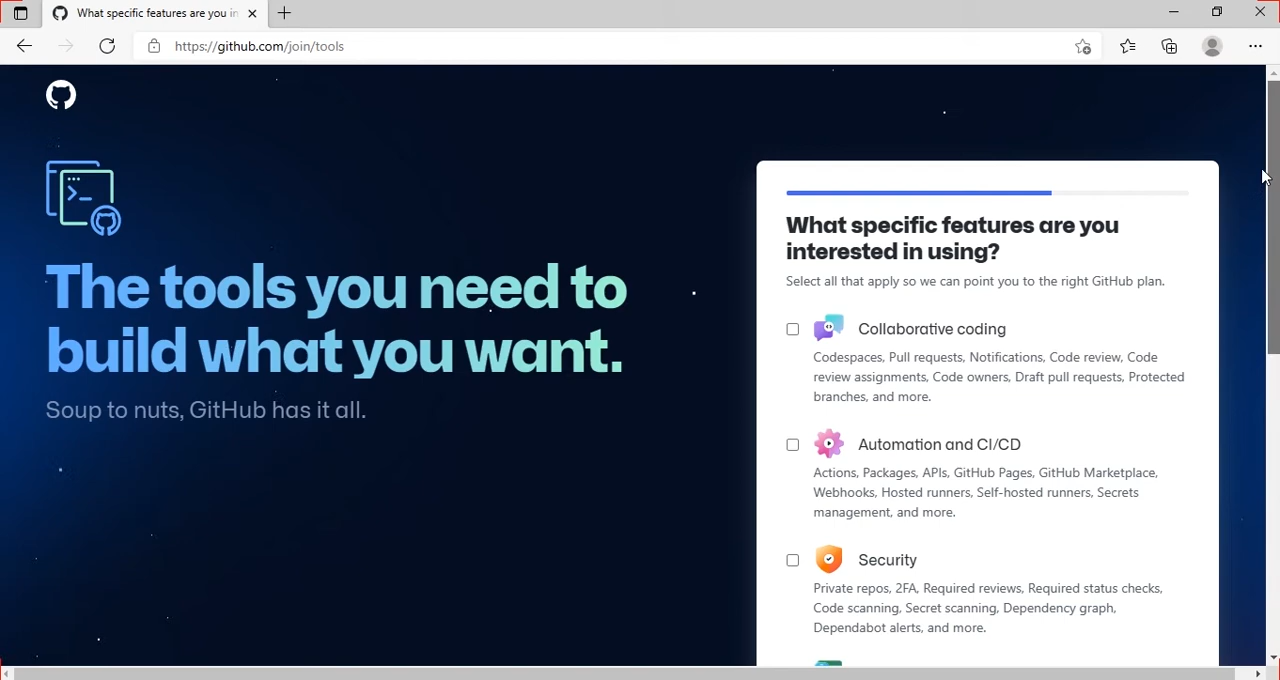 What specific features are you in
https://github.com/join/tools
The tools you need to
build what you want.
Soup to nuts, GitHub has it all.
What specific features are you
interested in using?
Select all that apply so we can point you to the right GitHub plan.
Collaborative coding
Codespaces, Pull requests, Notifications, Code review, Code
review assignments, Code owners, Draft pull requests, Protected
branches, and more.
Automation and CI/CD
Actions, Packages, APIs, GitHub Pages, GitHub Marketplace,
Webhooks, Hosted runners, Self-hosted runners, Secrets
management, and more.
Security
Private repos, 2FA, Required reviews, Required status checks,
Code scanning, Secret scanning, Dependency graph,
Dependabot alerts, and more.